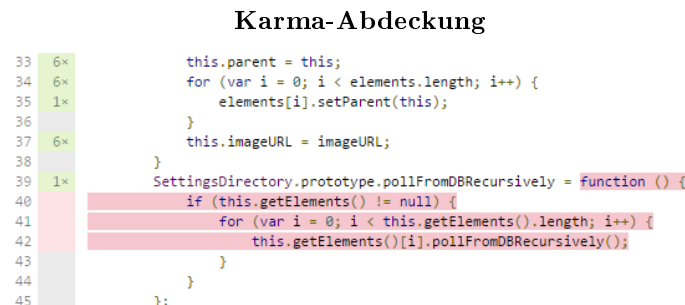 Karma-Abdeckung
33 6× this.parent = this;
34 6× for (var i = 0; i < elements.length; i++) {
35 1× elements[i].setParent(this);
36 }
37 6× this.imageURL = imageURL;
38 }
39 1× SettingsDirectory.prototype.pollFromDBRecursively = function () {
40 if (this.getElements() != null) {
41 for (var i = 0; i < this.getElements().length; i++) {
42 this.getElements()[i].pollFromDBRecursively();
43 }
44 }
45 };